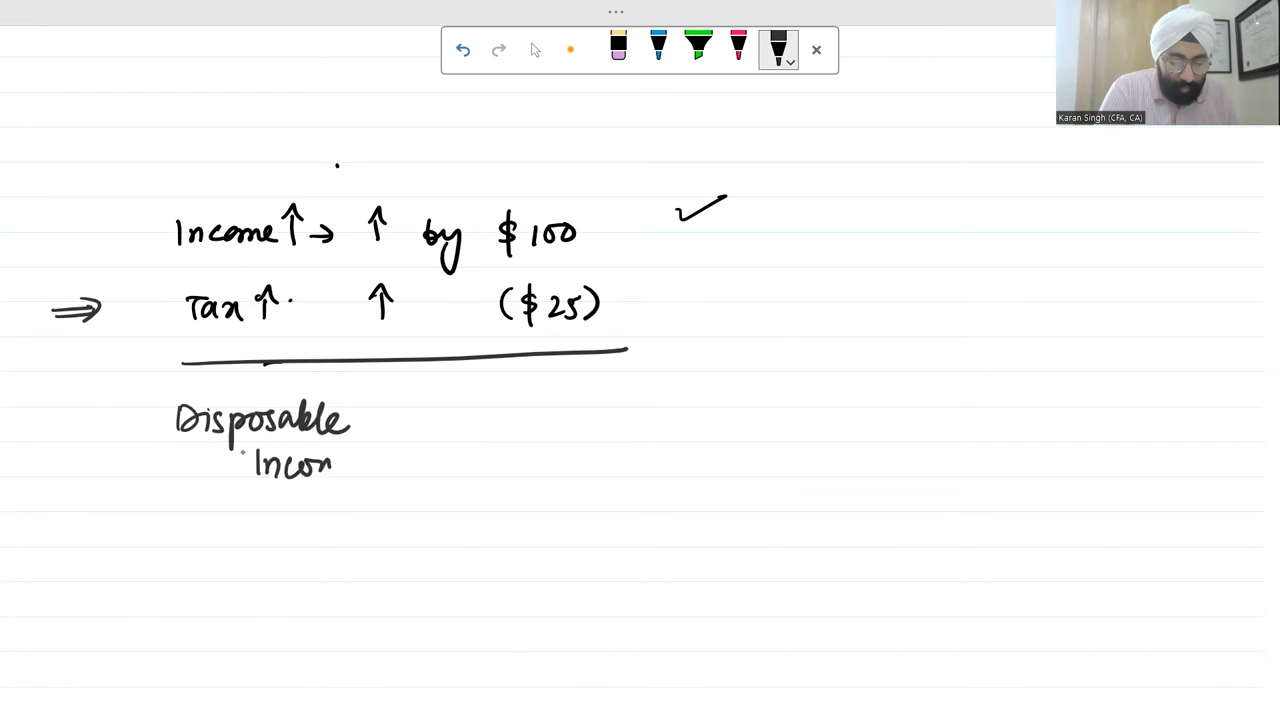 Karan Singh (CFA, CA)
Income ↑ → ↑ by $ 100 ✓
⇒ Tax ↑ ↑ ($ 25)
Disposable
Incom